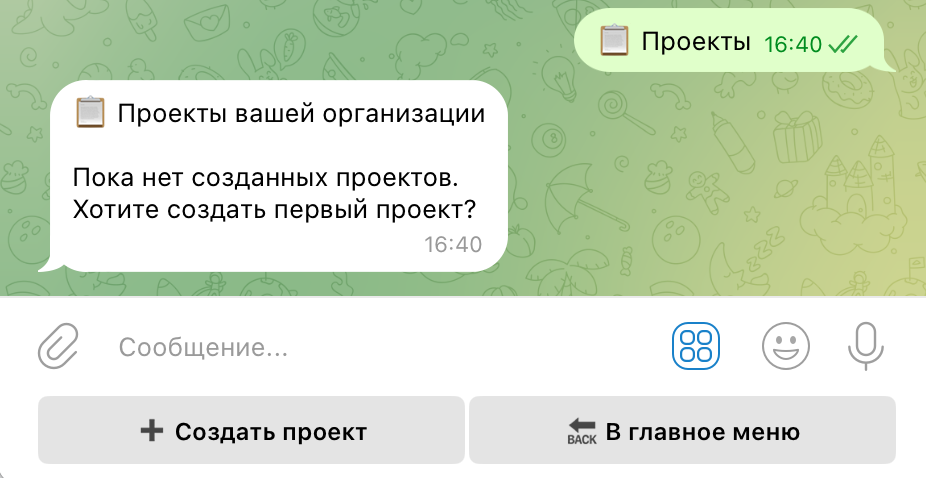 📋 Проекты 16:40
📋 Проекты вашей организации
Пока нет созданных проектов.
Хотите создать первый проект?
16:40
Сообщение...
➕ Создать проект
🔙 В главное меню